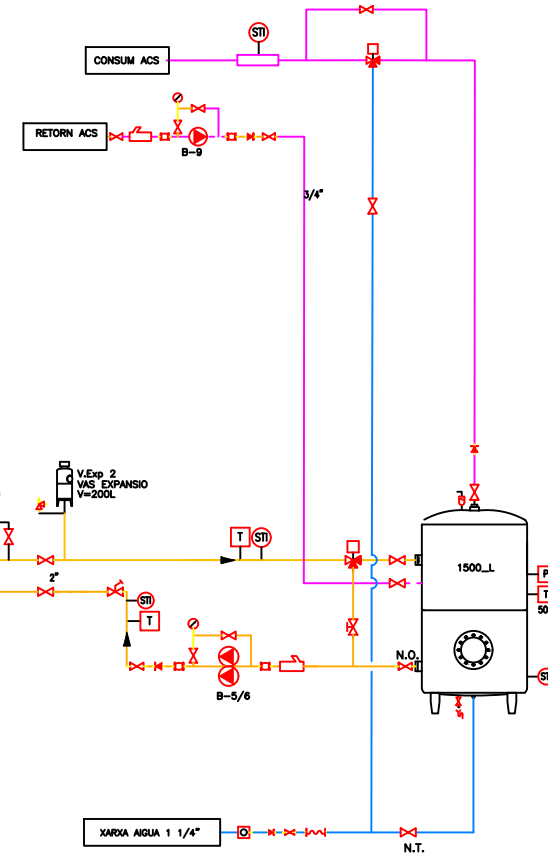 STI
CONSUM ACS
RETORN ACS
B-9
3/4"
V.Exp 2
VAS EXPANSIO
V=200L
T
STI
1500_L
2"
P
T
50
STI
T
N.O.
B-5/6
ST
XARXA AIGUA 1 1/4"
N.T.